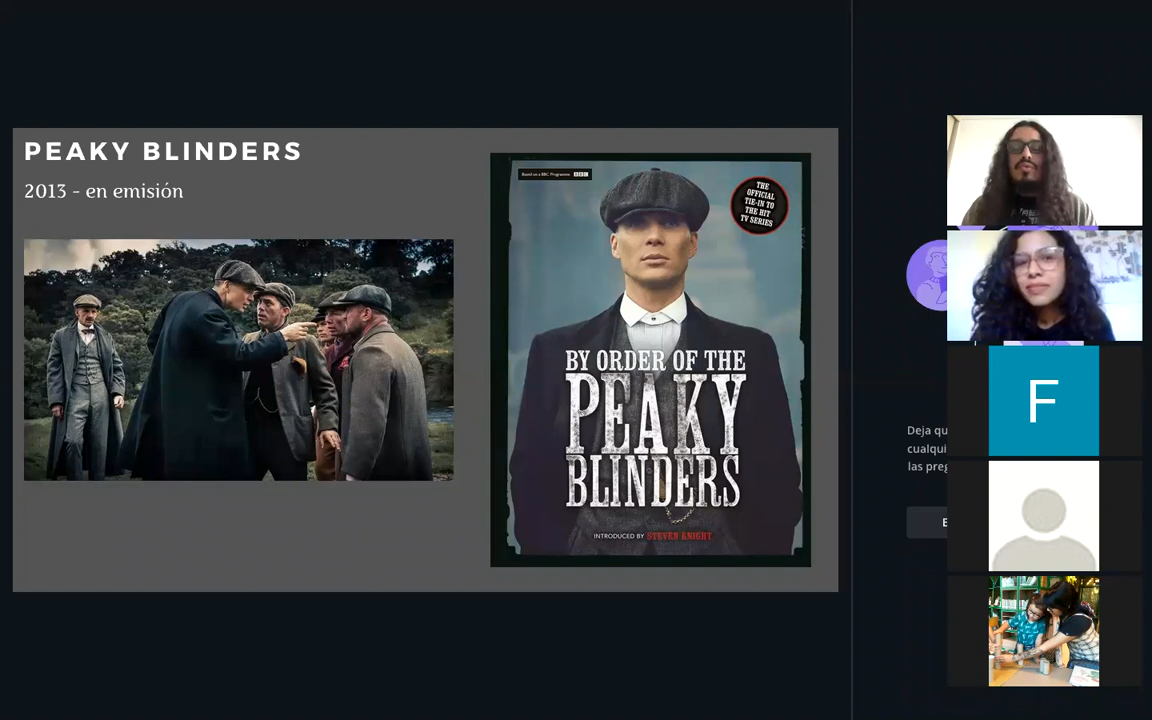 PEAKY BLINDERS
2013 - en emisión
Based on a BBC Programme BBC
THE
OFFICIAL
TIE-IN TO
THE HIT
TV SERIES
BY ORDER OF THE
PEAKY
BLINDERS
INTRODUCED BY STEVEN KNIGHT
F
Deja qu
cualqui
las preg